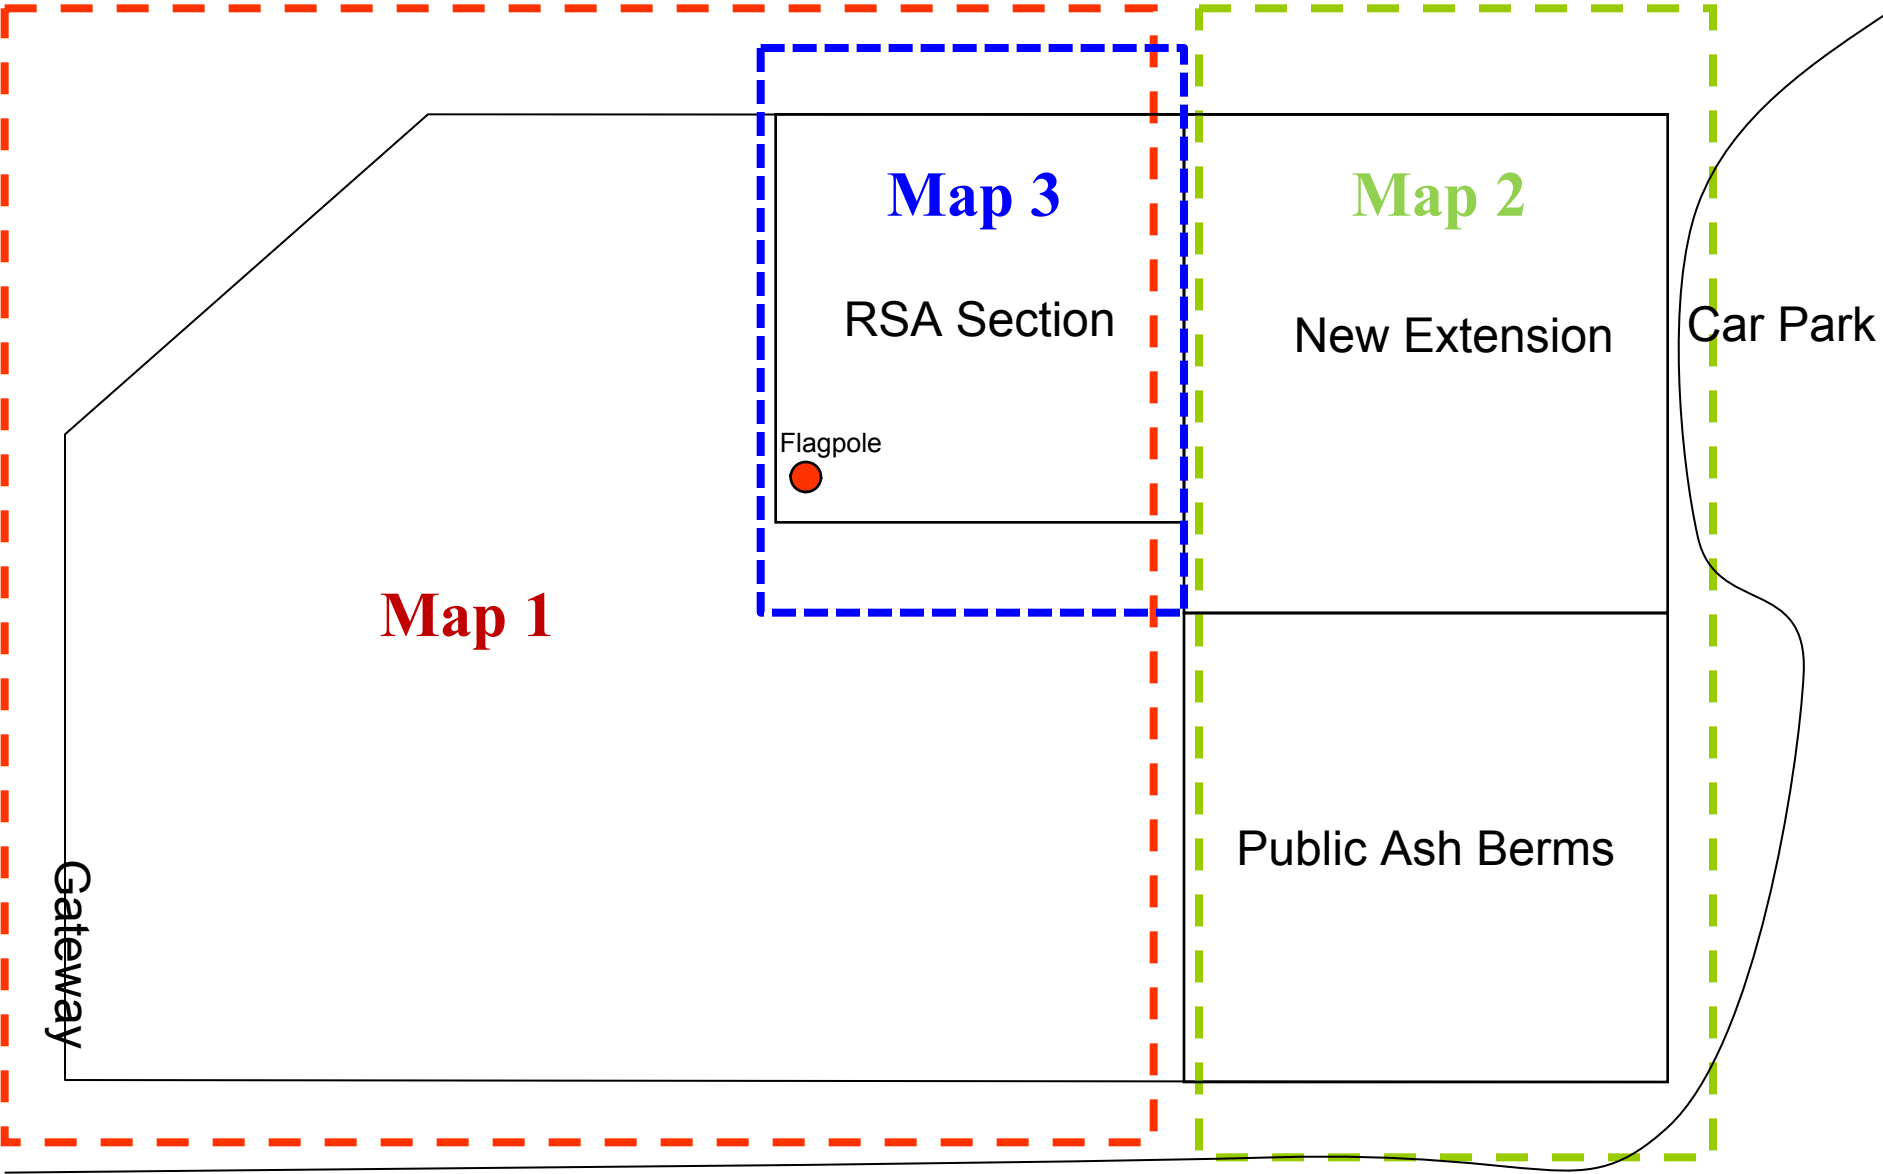 Map 3
Map 2
RSA Section
New Extension
Car Park
Flagpole
Map 1
Public Ash Berms
Gateway